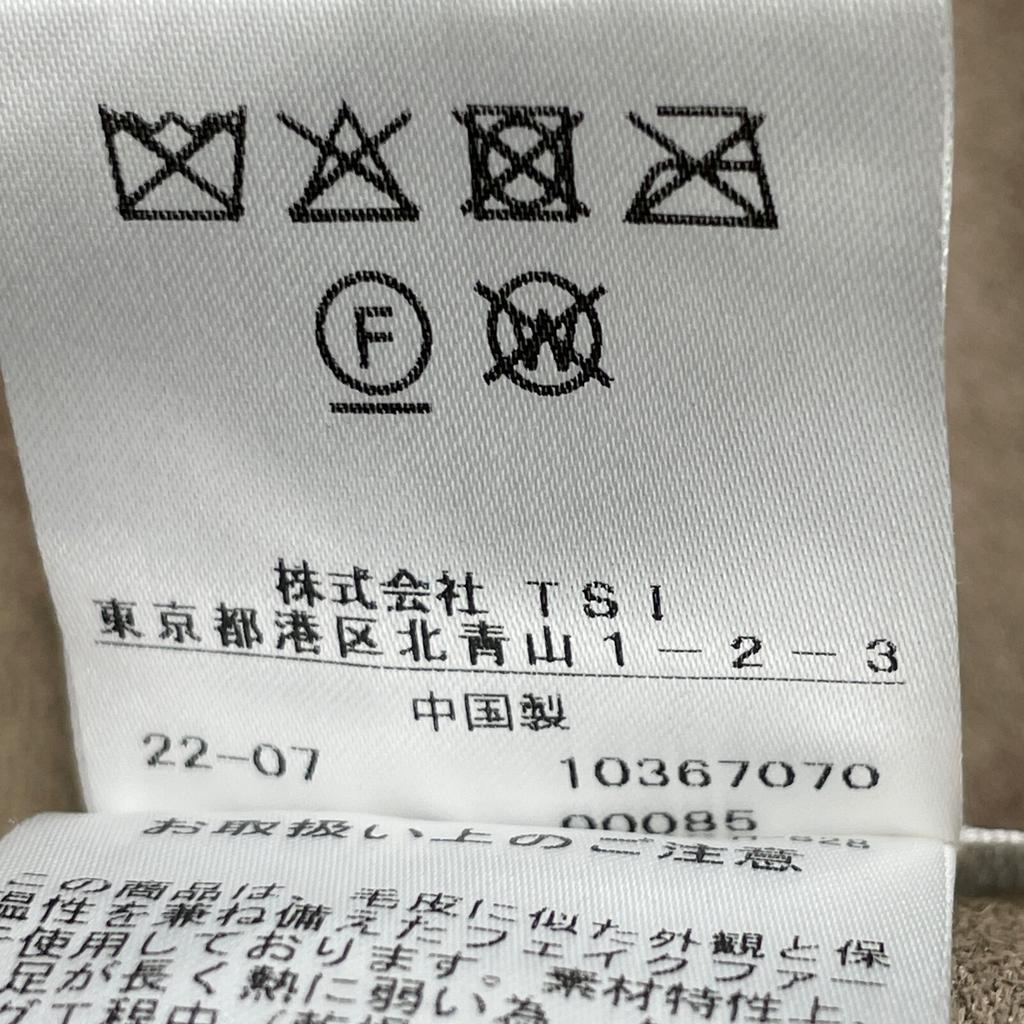 F W
株式会社 TSI
東京都港区北青山1-2-3
中国製
22-07 10367070
00085
お取扱い上のご注意
この商品は、毛皮に似た外観と保
温性を兼ね備えたフェイクファー
使用しております。素材特性上、
足が長く熱に弱い為、
グ工程中